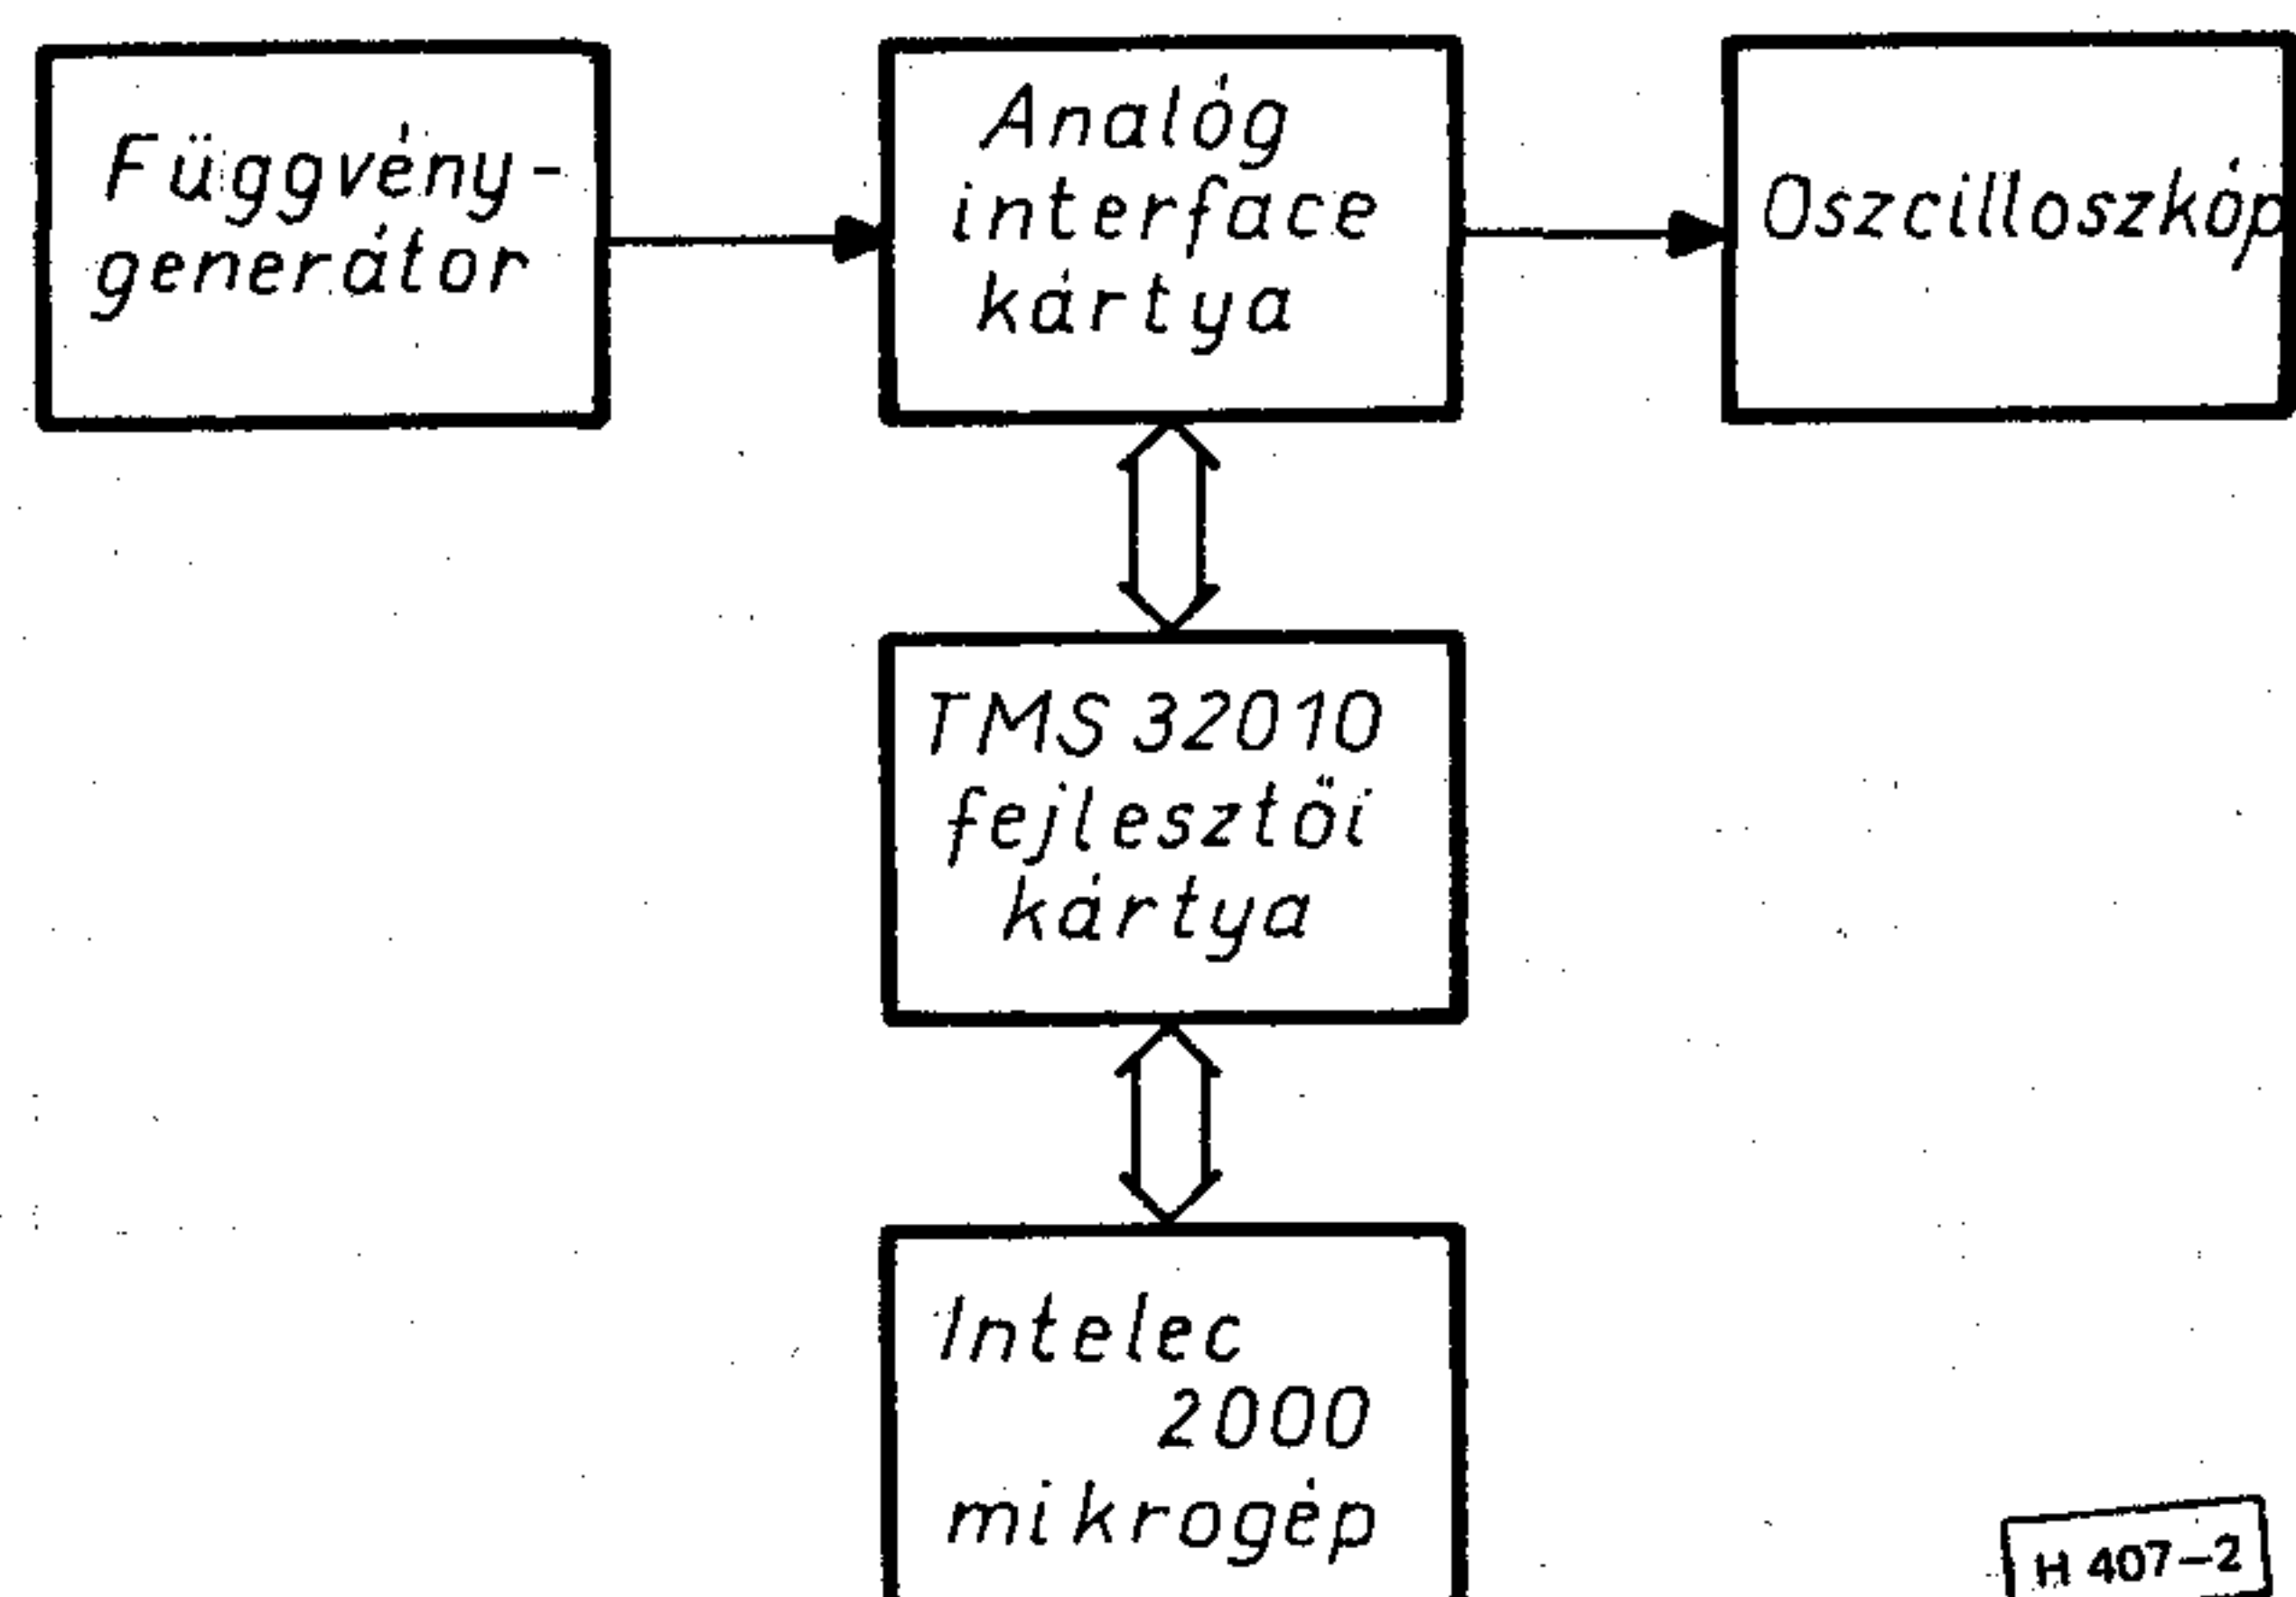 Függvény-
generátor
Analóg
interface
kártya
Oszcilloszkóp
TMS 32010
fejlesztői
kártya
Intelec
2000
mikrogép
H 407-2